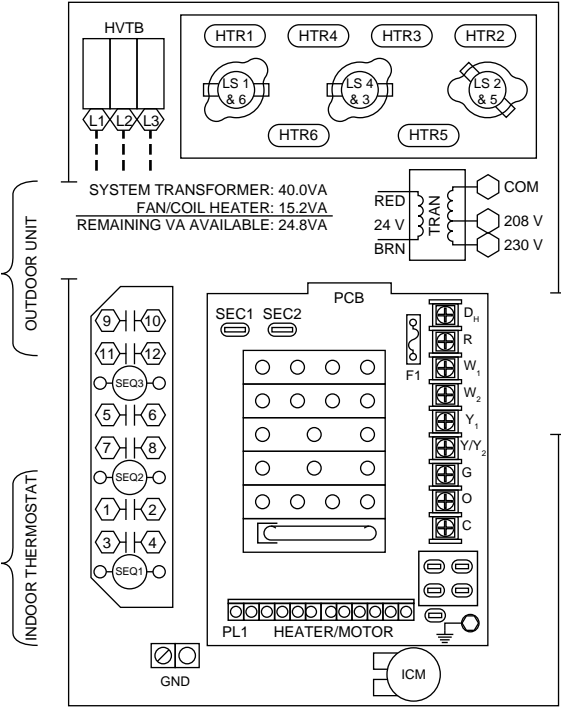 HVTB
HTR1
HTR4
HTR3
HTR2
LS 1
& 6
LS 4
& 3
LS 2
& 5
HTR6
HTR5
L1
L2
L3
SYSTEM TRANSFORMER: 40.0VA
FAN/COIL HEATER: 15.2VA
REMAINING VA AVAILABLE: 24.8VA
RED
24 V
BRN
TRAN
COM
208 V
230 V
OUTDOOR UNIT
INDOOR THERMOSTAT
9
10
11
12
SEQ3
5
6
7
8
SEQ2
1
2
3
4
SEQ1
PCB
SEC1 SEC2
F1
DH
R
W1
W2
Y1
Y/Y2
G
O
C
PL1 HEATER/MOTOR
GND
ICM